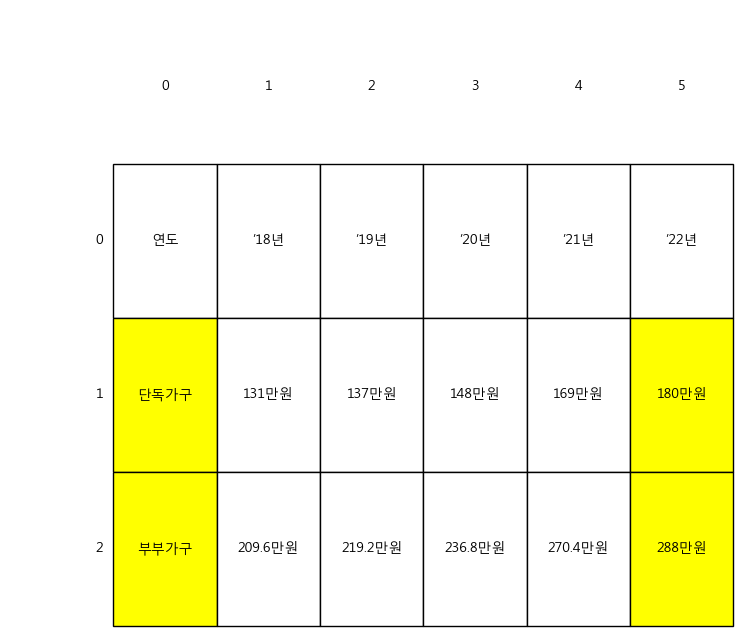 0 1 2 3 4 5
0 연도 ‘18년 ‘19년 ‘20년 ‘21년 ‘22년
1 단독가구 131만원 137만원 148만원 169만원 180만원
2 부부가구 209.6만원 219.2만원 236.8만원 270.4만원 288만원